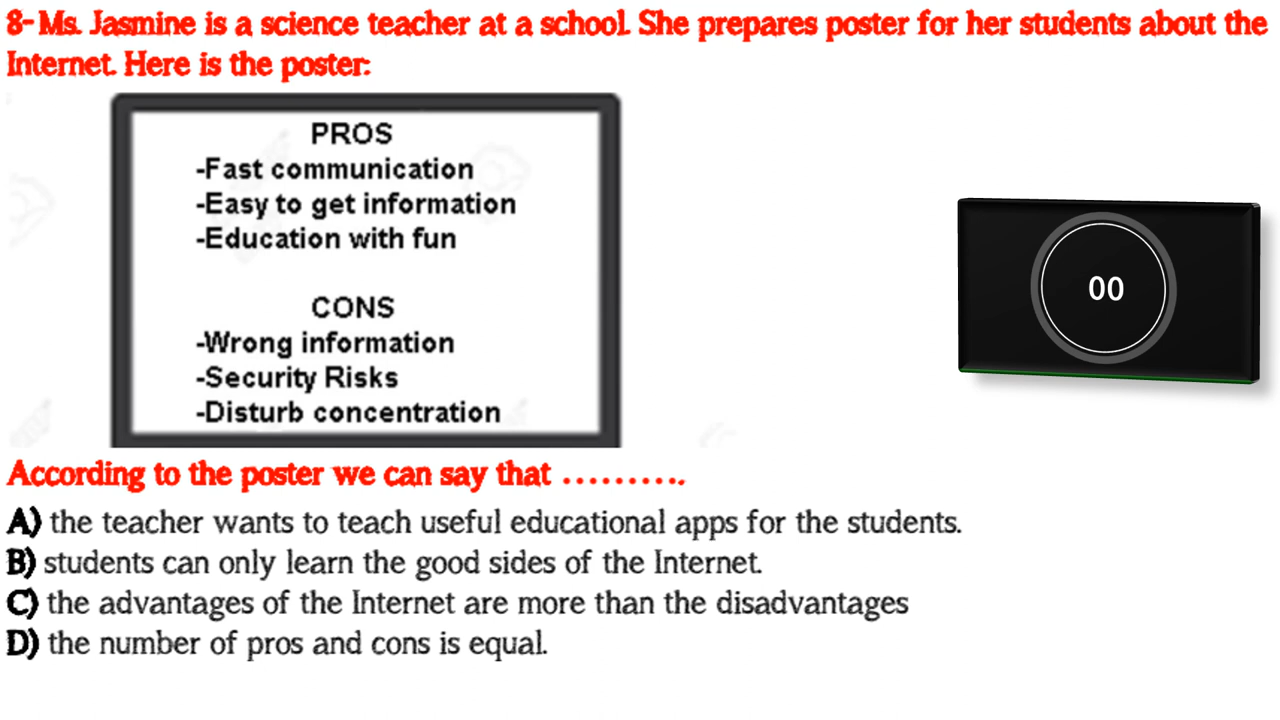 8- Ms. Jasmine is a science teacher at a school. She prepares poster for her students about the
Internet. Here is the poster:
PROS
-Fast communication
-Easy to get information
-Education with fun
CONS
-Wrong information
-Security Risks
-Disturb concentration
00
According to the poster we can say that ……….
A) the teacher wants to teach useful educational apps for the students.
B) students can only learn the good sides of the Internet.
C) the advantages of the Internet are more than the disadvantages
D) the number of pros and cons is equal.